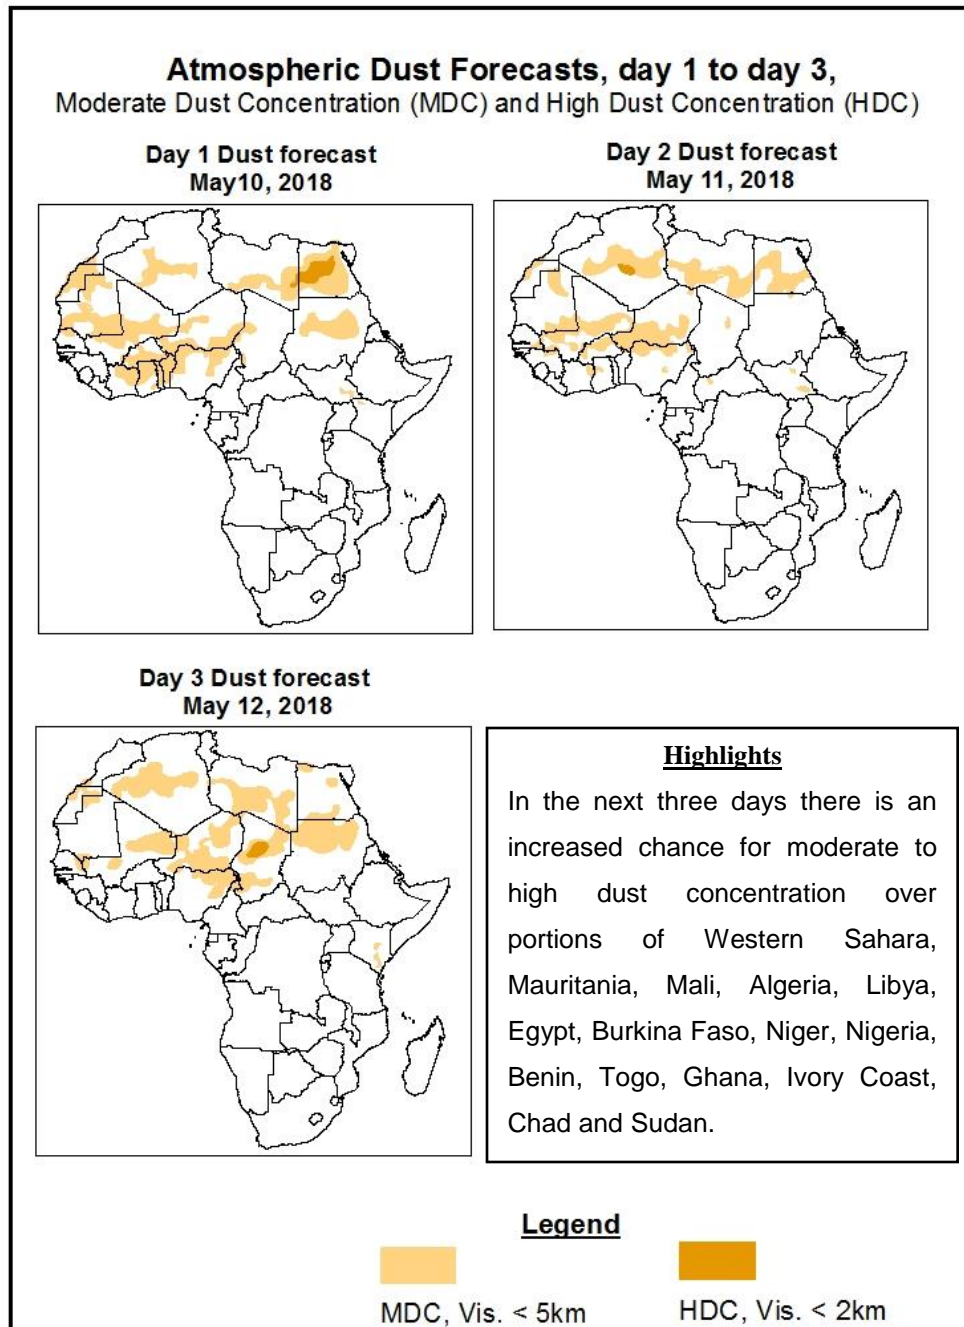 Atmospheric Dust Forecasts, day 1 to day 3,
Moderate Dust Concentration (MDC) and High Dust Concentration (HDC)
Day 1 Dust forecast
May10, 2018
Day 2 Dust forecast
May 11, 2018
Day 3 Dust forecast
May 12, 2018
Highlights
In the next three days there is an
increased chance for moderate to
high dust concentration over
portions of Western Sahara,
Mauritania, Mali, Algeria, Libya,
Egypt, Burkina Faso, Niger, Nigeria,
Benin, Togo, Ghana, Ivory Coast,
Chad and Sudan.
Legend
MDC, Vis. < 5km
HDC, Vis. < 2km